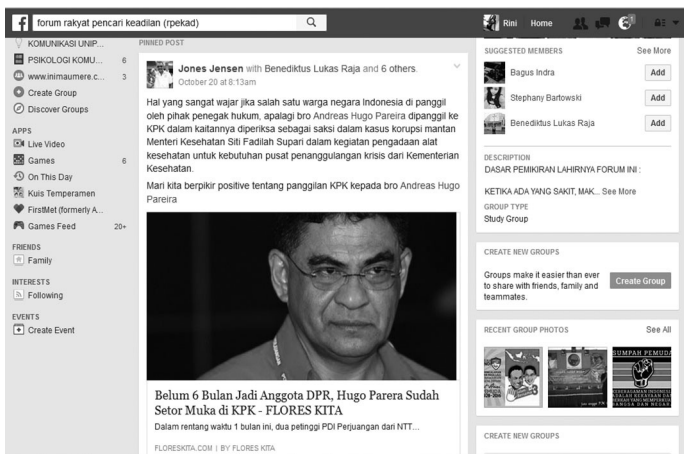 forum rakyat pencari keadilan (rpekad)
Rini Home
KOMUNIKASI UNIP...
PSIKOLOGI KOMU... 6
www.inimaumere.c... 3
Create Group
Discover Groups
APPS
Live Video
Games 6
On This Day
Kuis Temperamen
FirstMet (formerly A...
Games Feed 20+
FRIENDS
Family
INTERESTS
Following
EVENTS
Create Event
PINNED POST
Jones Jensen with Benediktus Lukas Raja and 6 others.
October 20 at 8:13am
Hal yang sangat wajar jika salah satu warga negara Indonesia di panggil
oleh pihak penegak hukum, apalagi bro Andreas Hugo Pareira dipanggil ke
KPK dalam kaitannya diperiksa sebagai saksi dalam kasus korupsi mantan
Menteri Kesehatan Siti Fadilah Supari dalam kegiatan pengadaan alat
kesehatan untuk kebutuhan pusat penanggulangan krisis dari Kementerian
Kesehatan.
Mari kita berpikir positive tentang panggilan KPK kepada bro Andreas Hugo
Pareira
Belum 6 Bulan Jadi Anggota DPR, Hugo Parera Sudah
Setor Muka di KPK - FLORES KITA
Dalam rentang waktu 1 bulan ini, dua petinggi PDI Perjuangan dari NTT...
FLORESKITA.COM | BY FLORES KITA
SUGGESTED MEMBERS See More
Bagus Indra Add
Stephany Bartowski Add
Benediktus Lukas Raja Add
DESCRIPTION
DASAR PEMIKIRAN LAHIRNYA FORUM INI :
KETIKA ADA YANG SAKIT, MAK... See More
GROUP TYPE
Study Group
CREATE NEW GROUPS
Groups make it easier than ever
to share with friends, family and
teammates.
Create Group
RECENT GROUP PHOTOS See All
SUMPAH PEMUDA
CREATE NEW GROUPS